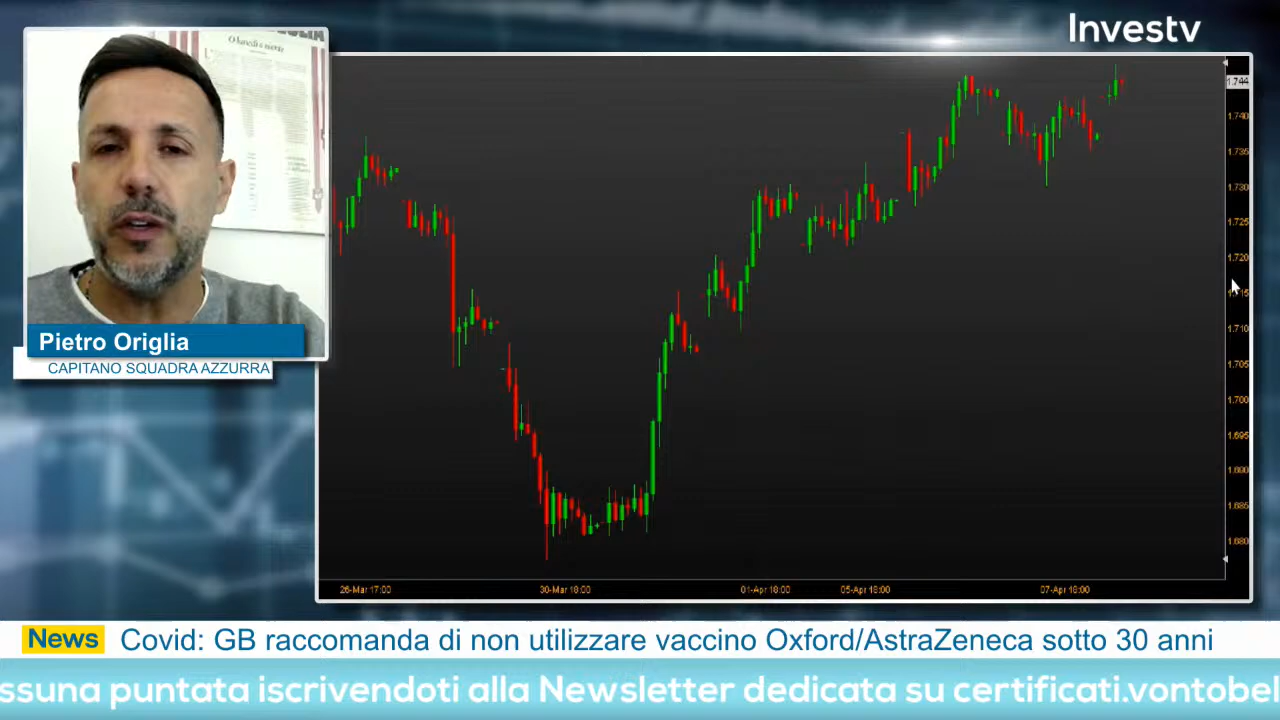 Investv
O banedì a niente
Pietro Origlia
CAPITANO SQUADRA AZZURRA
1.744
1.740
1.735
1.730
1.725
1.720
1.715
1.710
1.705
1.700
1.695
1.690
1.685
1.680
26-Mar 17:00
30-Mar 18:00
01-Apr 18:00
05-Apr 18:00
07-Apr 18:00
News
Covid: GB raccomanda di non utilizzare vaccino Oxford/AstraZeneca sotto 30 anni
ssuna puntata iscrivendoti alla Newsletter dedicata su certificati.vontobel